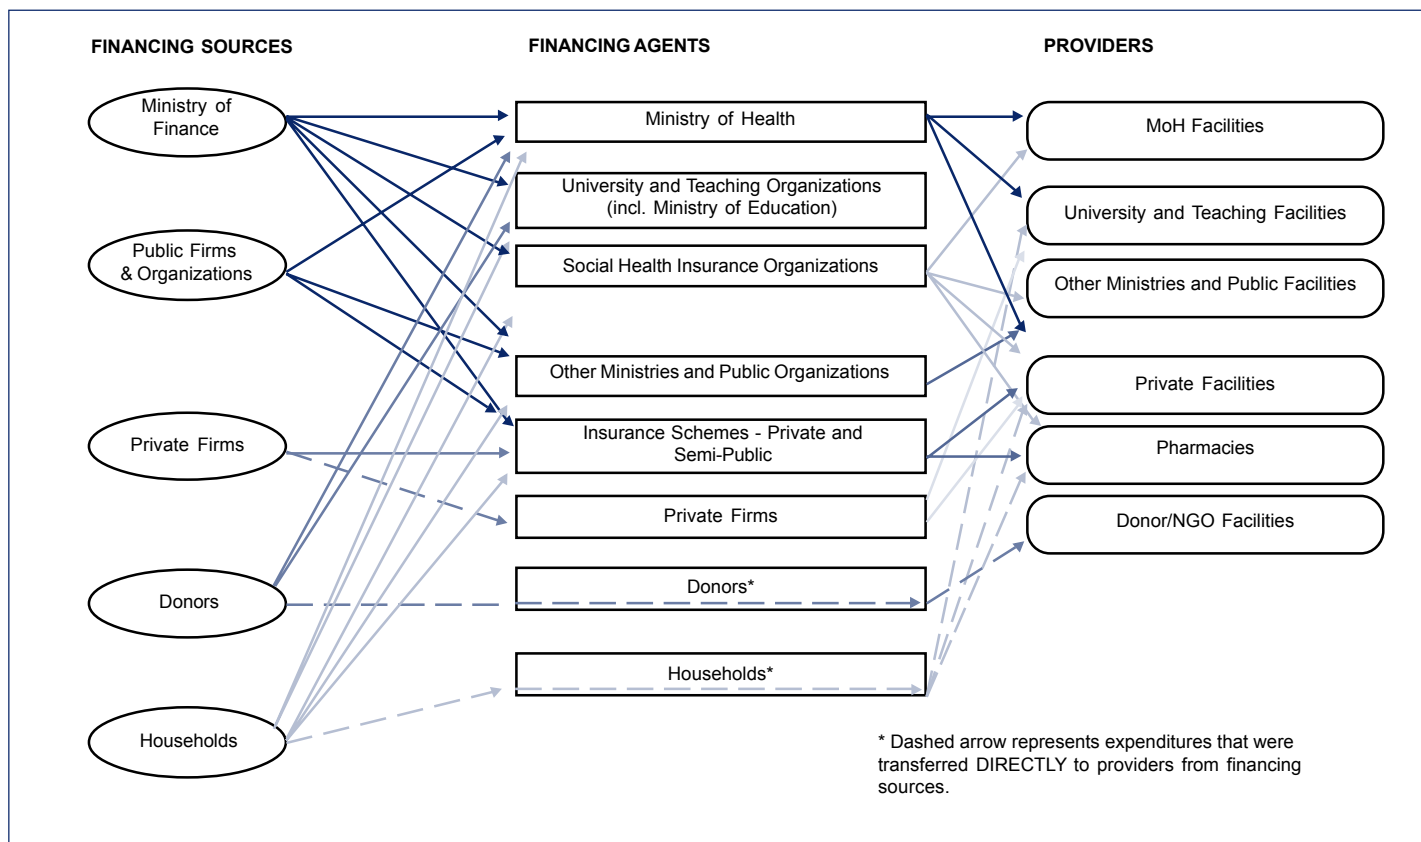 FINANCING SOURCES
FINANCING AGENTS
PROVIDERS
Ministry of
Finance
Public Firms
& Organizations
Private Firms
Donors
Households
Ministry of Health
University and Teaching Organizations
(incl. Ministry of Education)
Social Health Insurance Organizations
Other Ministries and Public Organizations
Insurance Schemes - Private and
Semi-Public
Private Firms
Donors*
Households*
MoH Facilities
University and Teaching Facilities
Other Ministries and Public Facilities
Private Facilities
Pharmacies
Donor/NGO Facilities
* Dashed arrow represents expenditures that were
transferred DIRECTLY to providers from financing
sources.